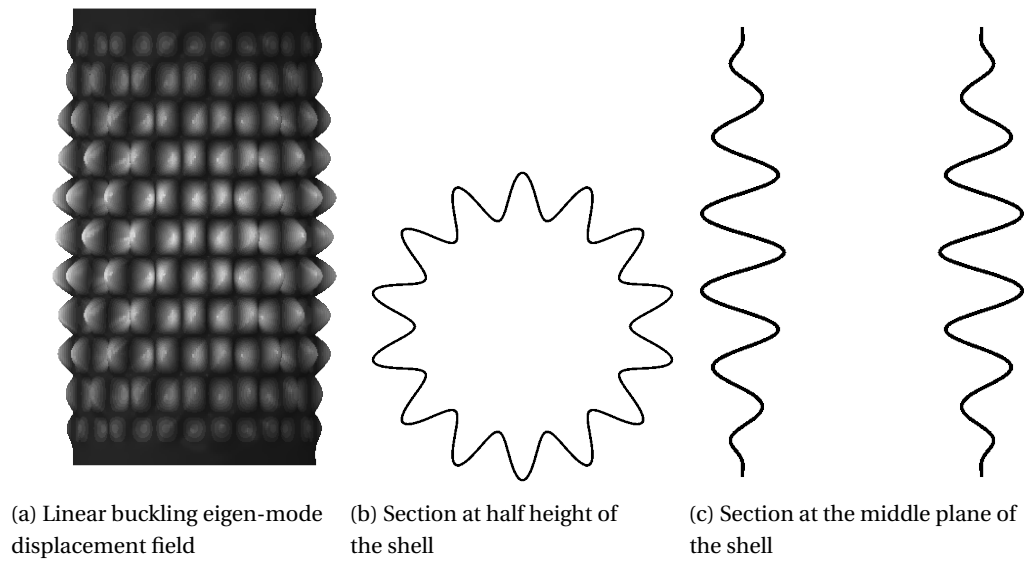 (a) Linear buckling eigen-mode
displacement field
(b) Section at half height of
the shell
(c) Section at the middle plane of
the shell